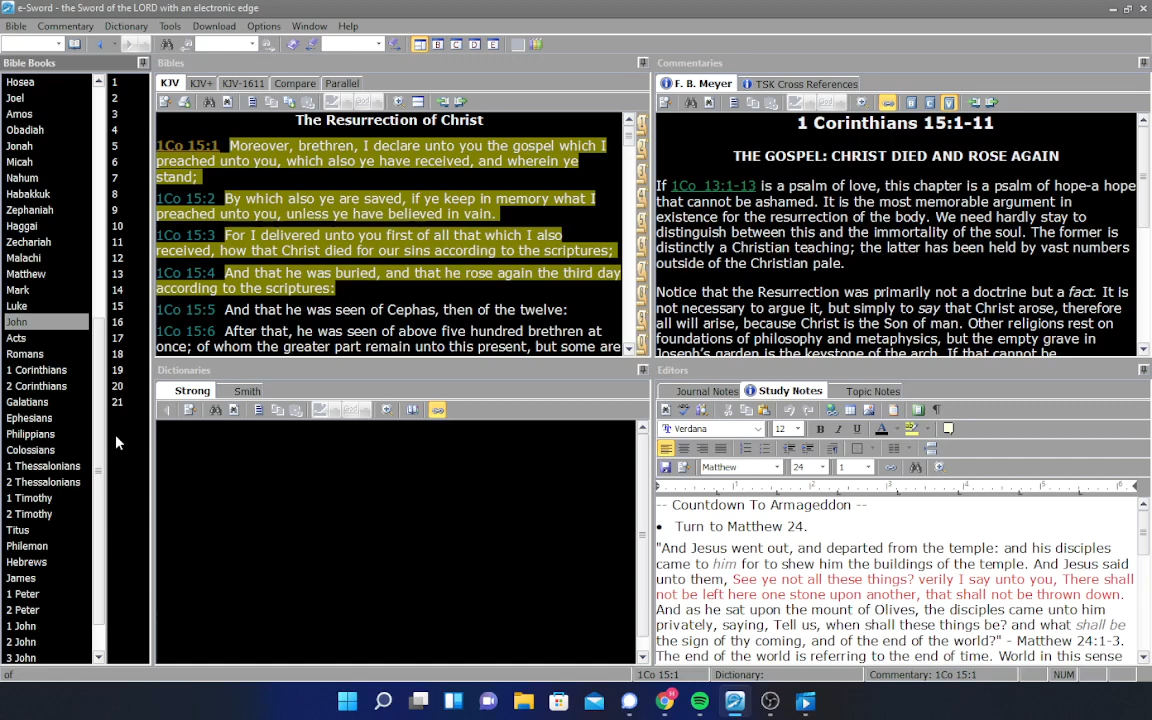 e-Sword - the Sword of the LORD with an electronic edge
Bible Commentary Dictionary Tools Download Options Window Help
B C D E
Bible Books
Hosea
Joel
Amos
Obadiah
Jonah
Micah
Nahum
Habakkuk
Zephaniah
Haggai
Zechariah
Malachi
Matthew
Mark
Luke
John
Acts
Romans
1 Corinthians
2 Corinthians
Galatians
Ephesians
Philippians
Colossians
1 Thessalonians
2 Thessalonians
1 Timothy
2 Timothy
Titus
Philemon
Hebrews
James
1 Peter
2 Peter
1 John
2 John
3 John
1
2
3
4
5
6
7
8
9
10
11
12
13
14
15
16
17
18
19
20
21
Bibles
KJV KJV+ KJV-1611 Compare Parallel
The Resurrection of Christ
1Co 15:1 Moreover, brethren, I declare unto you the gospel which I
preached unto you, which also ye have received, and wherein ye
stand;
1Co 15:2 By which also ye are saved, if ye keep in memory what I
preached unto you, unless ye have believed in vain.
1Co 15:3 For I delivered unto you first of all that which I also
received, how that Christ died for our sins according to the scriptures;
1Co 15:4 And that he was buried, and that he rose again the third day
according to the scriptures:
1Co 15:5 And that he was seen of Cephas, then of the twelve:
1Co 15:6 After that, he was seen of above five hundred brethren at
once; of whom the greater part remain unto this present, but some are
Commentaries
F. B. Meyer TSK Cross References
B C V
1 Corinthians 15:1-11
THE GOSPEL: CHRIST DIED AND ROSE AGAIN
If 1Co_13:1-13 is a psalm of love, this chapter is a psalm of hope-a hope
that cannot be ashamed. It is the most memorable argument in
existence for the resurrection of the body. We need hardly stay to
distinguish between this and the immortality of the soul. The former is
distinctly a Christian teaching; the latter has been held by vast numbers
outside of the Christian pale.
Notice that the Resurrection was primarily not a doctrine but a fact. It is
not necessary to argue it, but simply to say that Christ arose, therefore
all will arise, because Christ is the Son of man. Other religions rest on
foundations of philosophy and metaphysics, but the empty grave in
Joseph's garden is the keystone of the arch. If that cannot be
Dictionaries
Strong Smith
Editors
Journal Notes Study Notes Topic Notes
Verdana 12 B I U A
Matthew 24 1
1 2 3 4 5 6
-- Countdown To Armageddon --
• Turn to Matthew 24.
"And Jesus went out, and departed from the temple: and his disciples
came to him for to shew him the buildings of the temple. And Jesus said
unto them, See ye not all these things? verily I say unto you, There shall
not be left here one stone upon another, that shall not be thrown down.
And as he sat upon the mount of Olives, the disciples came unto him
privately, saying, Tell us, when shall these things be? and what shall be
the sign of thy coming, and of the end of the world?" - Matthew 24:1-3.
The end of the world is referring to the end of time. World in this sense
of 1Co 15:1 Dictionary: Commentary: 1Co 15:1 NUM